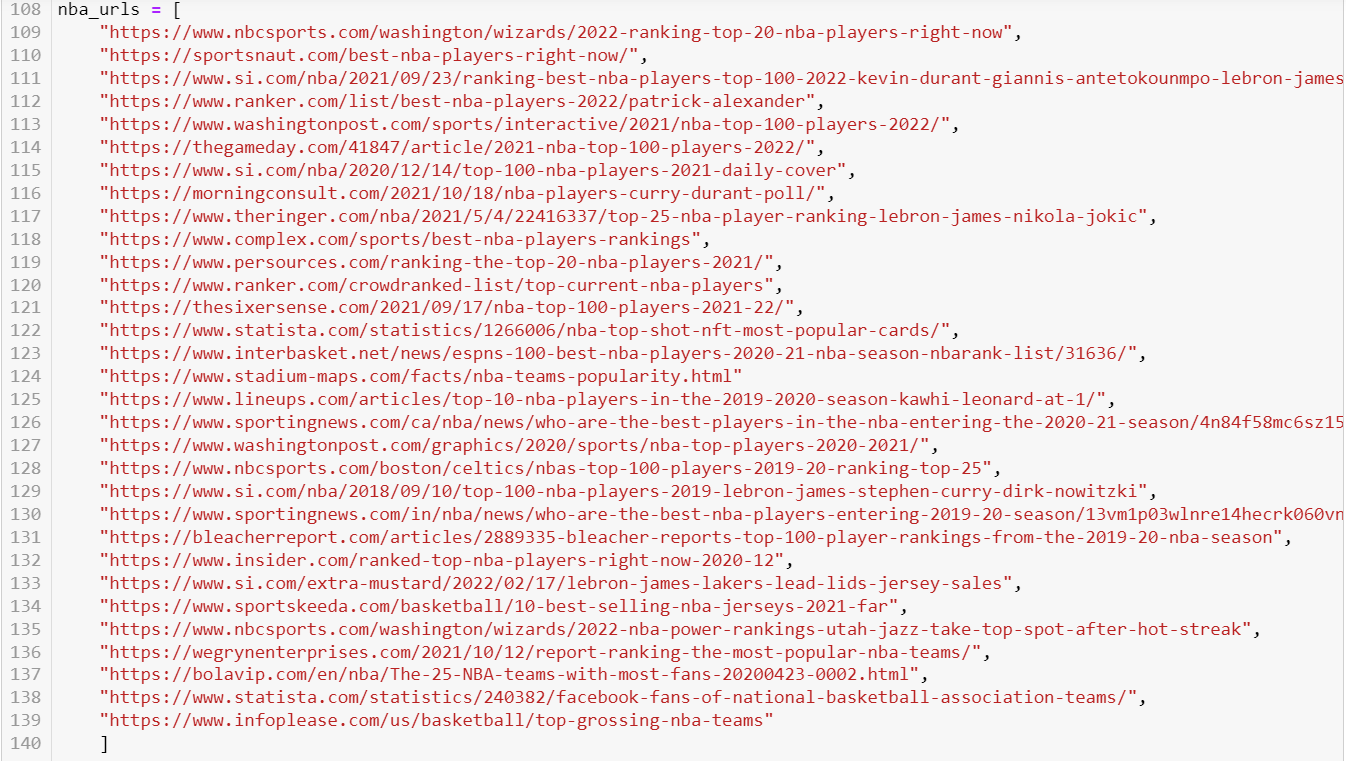 108 nba_urls = [
109 "https://www.nbcsports.com/washington/wizards/2022-ranking-top-20-nba-players-right-now",
110 "https://sportsnaut.com/best-nba-players-right-now/",
111 "https://www.si.com/nba/2021/09/23/ranking-best-nba-players-top-100-2022-kevin-durant-giannis-antetokounmpo-lebron-james
112 "https://www.ranker.com/list/best-nba-players-2022/patrick-alexander",
113 "https://www.washingtonpost.com/sports/interactive/2021/nba-top-100-players-2022/",
114 "https://thegameday.com/41847/article/2021-nba-top-100-players-2022/",
115 "https://www.si.com/nba/2020/12/14/top-100-nba-players-2021-daily-cover",
116 "https://morningconsult.com/2021/10/18/nba-players-curry-durant-poll/",
117 "https://www.theringer.com/nba/2021/5/4/22416337/top-25-nba-player-ranking-lebron-james-nikola-jokic",
118 "https://www.complex.com/sports/best-nba-players-rankings",
119 "https://www.persources.com/ranking-the-top-20-nba-players-2021/",
120 "https://www.ranker.com/crowdranked-list/top-current-nba-players",
121 "https://thesixersense.com/2021/09/17/nba-top-100-players-2021-22/",
122 "https://www.statista.com/statistics/1266006/nba-top-shot-nft-most-popular-cards/",
123 "https://www.interbasket.net/news/espns-100-best-nba-players-2020-21-nba-season-nbarank-list/31636/",
124 "https://www.stadium-maps.com/facts/nba-teams-popularity.html"
125 "https://www.lineups.com/articles/top-10-nba-players-in-the-2019-2020-season-kawhi-leonard-at-1/",
126 "https://www.sportingnews.com/ca/nba/news/who-are-the-best-players-in-the-nba-entering-the-2020-21-season/4n84f58mc6sz15
127 "https://www.washingtonpost.com/graphics/2020/sports/nba-top-players-2020-2021/",
128 "https://www.nbcsports.com/boston/celtics/nbas-top-100-players-2019-20-ranking-top-25",
129 "https://www.si.com/nba/2018/09/10/top-100-nba-players-2019-lebron-james-stephen-curry-dirk-nowitzki",
130 "https://www.sportingnews.com/in/nba/news/who-are-the-best-nba-players-entering-2019-20-season/13vm1p03wlnre14hecrk060vn
131 "https://bleacherreport.com/articles/2889335-bleacher-reports-top-100-player-rankings-from-the-2019-20-nba-season",
132 "https://www.insider.com/ranked-top-nba-players-right-now-2020-12",
133 "https://www.si.com/extra-mustard/2022/02/17/lebron-james-lakers-lead-lids-jersey-sales",
134 "https://www.sportskeeda.com/basketball/10-best-selling-nba-jerseys-2021-far",
135 "https://www.nbcsports.com/washington/wizards/2022-nba-power-rankings-utah-jazz-take-top-spot-after-hot-streak",
136 "https://wegrynenterprises.com/2021/10/12/report-ranking-the-most-popular-nba-teams/",
137 "https://bolavip.com/en/nba/The-25-NBA-teams-with-most-fans-20200423-0002.html",
138 "https://www.statista.com/statistics/240382/facebook-fans-of-national-basketball-association-teams/",
139 "https://www.infoplease.com/us/basketball/top-grossing-nba-teams"
140 ]